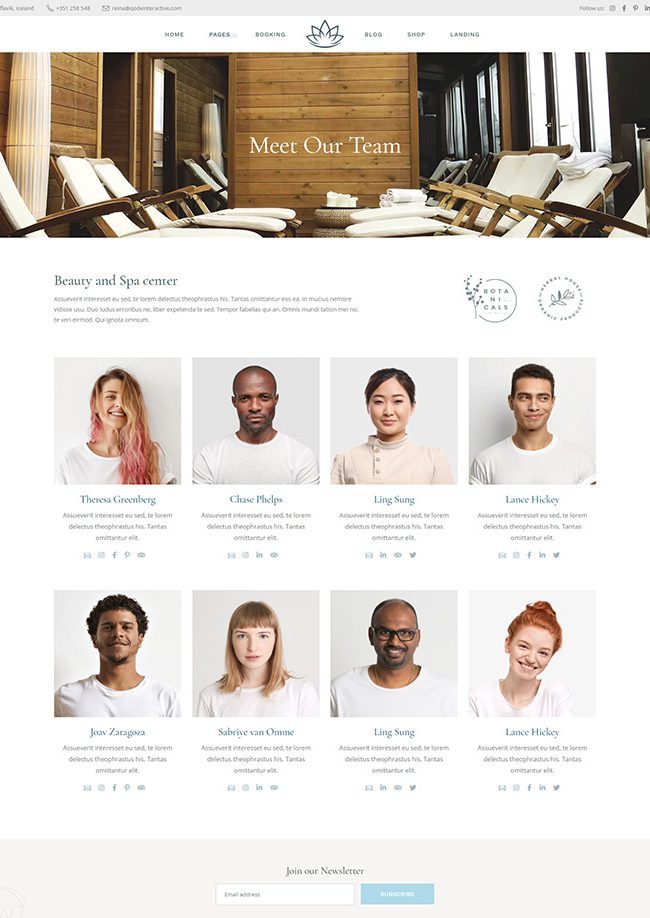 flavik, Iceland +351 258 548 reina@qodeinteractive.com Follow us:
HOME PAGES BOOKING BLOG SHOP LANDING
Meet Our Team
Beauty and Spa center
Assueverit interesset eu sed, te lorem delectus theophrastus his. Tantas omittantur eos ea. In mucius nemore
vidisse usu. Duo ludus erroribus ne, liber expetenda te sed. Tempor fabellas qui an. Omnis mundi tation mei no,
te veri eirmod. Qui ignota omnium.
BOTA
NI
CALS
HERBAL HOUSE
ORGANIC PRODUCTS
Theresa Greenberg Chase Phelps Ling Sung Lance Hickey
Assueverit interesset eu sed, te lorem Assueverit interesset eu sed, te lorem Assueverit interesset eu sed, te lorem Assueverit interesset eu sed, te lorem
delectus theophrastus his. Tantas delectus theophrastus his. Tantas delectus theophrastus his. Tantas delectus theophrastus his. Tantas
omittantur elit. omittantur elit. omittantur elit. omittantur elit.
Joav Zaragoza Sabriye van Omme Ling Sung Lance Hickey
Assueverit interesset eu sed, te lorem Assueverit interesset eu sed, te lorem Assueverit interesset eu sed, te lorem Assueverit interesset eu sed, te lorem
delectus theophrastus his. Tantas delectus theophrastus his. Tantas delectus theophrastus his. Tantas delectus theophrastus his. Tantas
omittantur elit. omittantur elit. omittantur elit. omittantur elit.
Join our Newsletter
Email address SUBSCRIBE